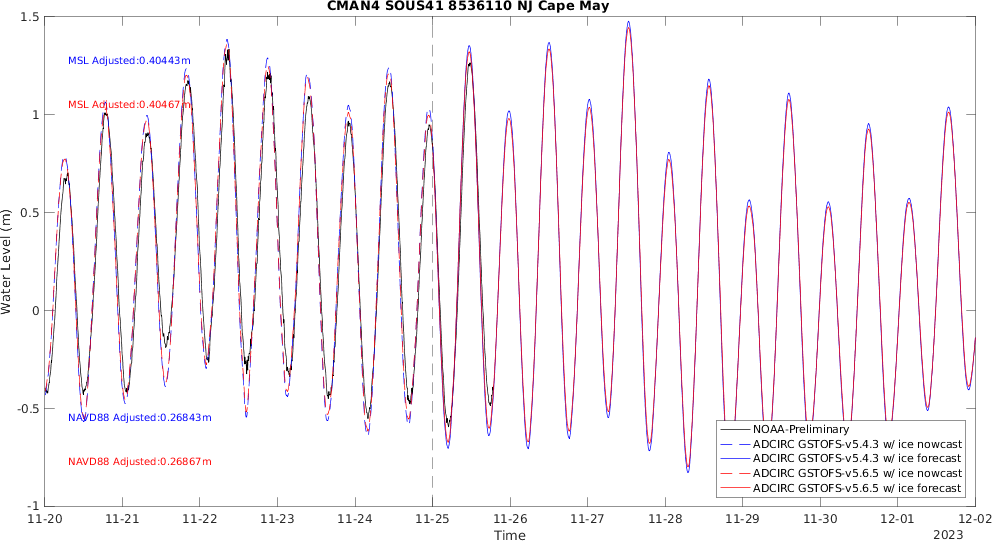 CMAN4 SOUS41 8536110 NJ Cape May
1.5
1
0.5
0
-0.5
-1
Water Level (m)
MSL Adjusted:0.40443m
MSL Adjusted:0.40467m
NAVD88 Adjusted:0.26843m
NAVD88 Adjusted:0.26867m
NOAA-Preliminary
ADCIRC GSTOFS-v5.4.3 w/ ice nowcast
ADCIRC GSTOFS-v5.4.3 w/ ice forecast
ADCIRC GSTOFS-v5.6.5 w/ ice nowcast
ADCIRC GSTOFS-v5.6.5 w/ ice forecast
11-20 11-21 11-22 11-23 11-24 11-25 11-26 11-27 11-28 11-29 11-30 12-01 12-02
Time
2023